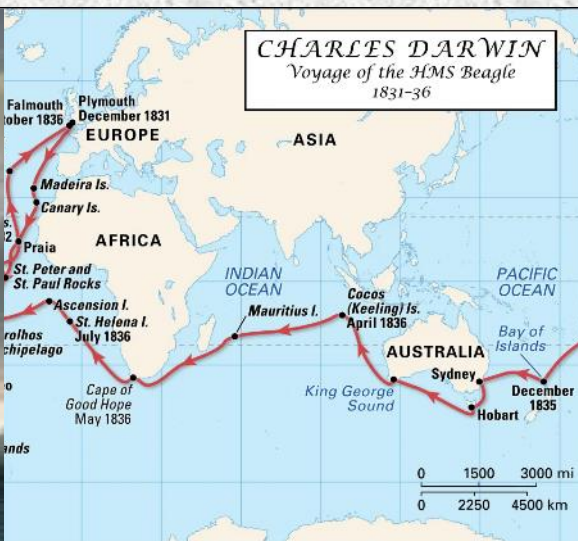 CHARLES DARWIN
Voyage of the HMS Beagle
1831–36
Falmouth
tober 1836
Plymouth
December 1831
EUROPE
ASIA
Madeira Is.
Canary Is.
s.
32
Praia
AFRICA
St. Peter and
St. Paul Rocks
INDIAN
OCEAN
PACIFIC
OCEAN
Ascension I.
St. Helena I.
July 1836
Mauritius I.
Cocos
(Keeling) Is.
April 1836
Bay of
Islands
rolhos
chipelago
AUSTRALIA
Sydney
Cape of
Good Hope
May 1836
King George
Sound
December
1835
Hobart
ands
0 1500 3000 mi
0 2250 4500 km